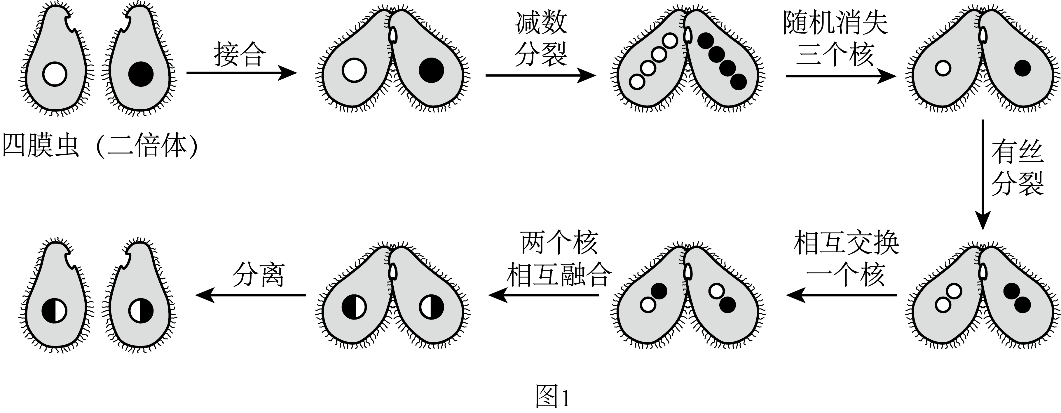 接合
减数
分裂
随机消失
三个核
四膜虫（二倍体）
有丝
分裂
相互交换
一个核
两个核
相互融合
分离
图1